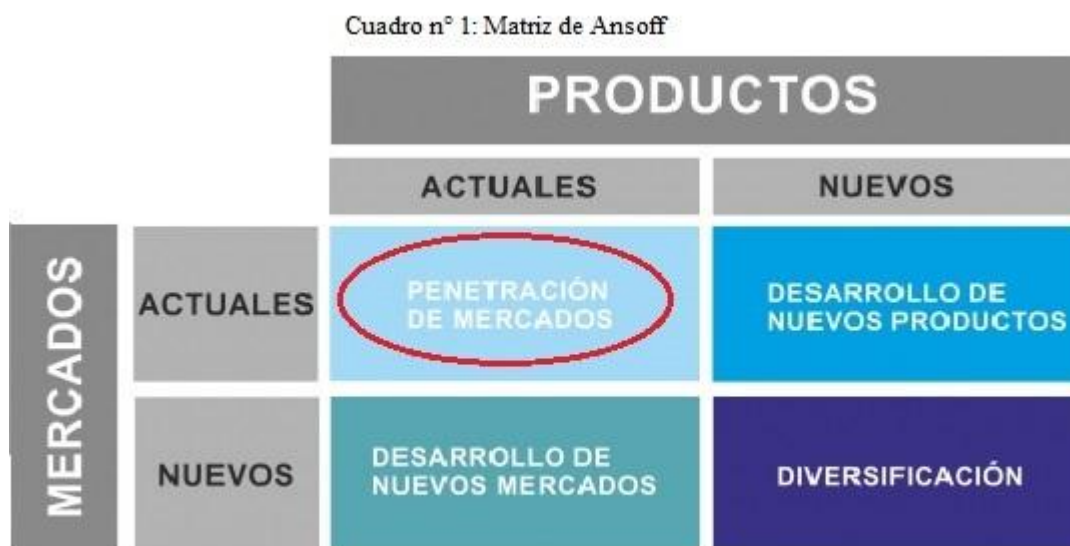 Cuadro n° 1: Matriz de Ansoff
PRODUCTOS
ACTUALES
NUEVOS
MERCADOS
ACTUALES
PENETRACIÓN
DE MERCADOS
DESARROLLO DE
NUEVOS PRODUCTOS
NUEVOS
DESARROLLO DE
NUEVOS MERCADOS
DIVERSIFICACIÓN